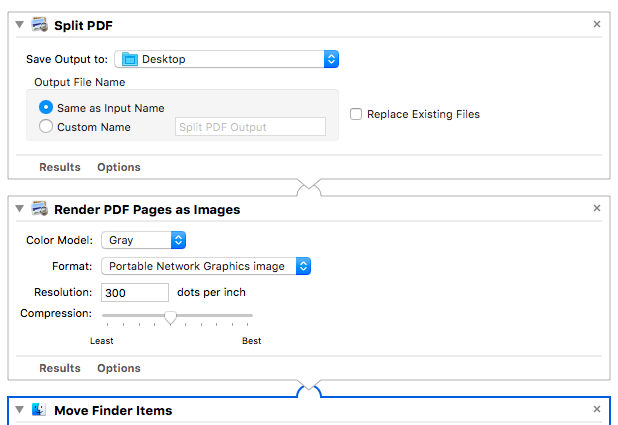 Split PDF
Save Output to: Desktop
Output File Name
Same as Input Name
Custom Name Split PDF Output
Replace Existing Files
Results Options
Render PDF Pages as Images
Color Model: Gray
Format: Portable Network Graphics image
Resolution: 300 dots per inch
Compression:
Least Best
Results Options
Move Finder Items